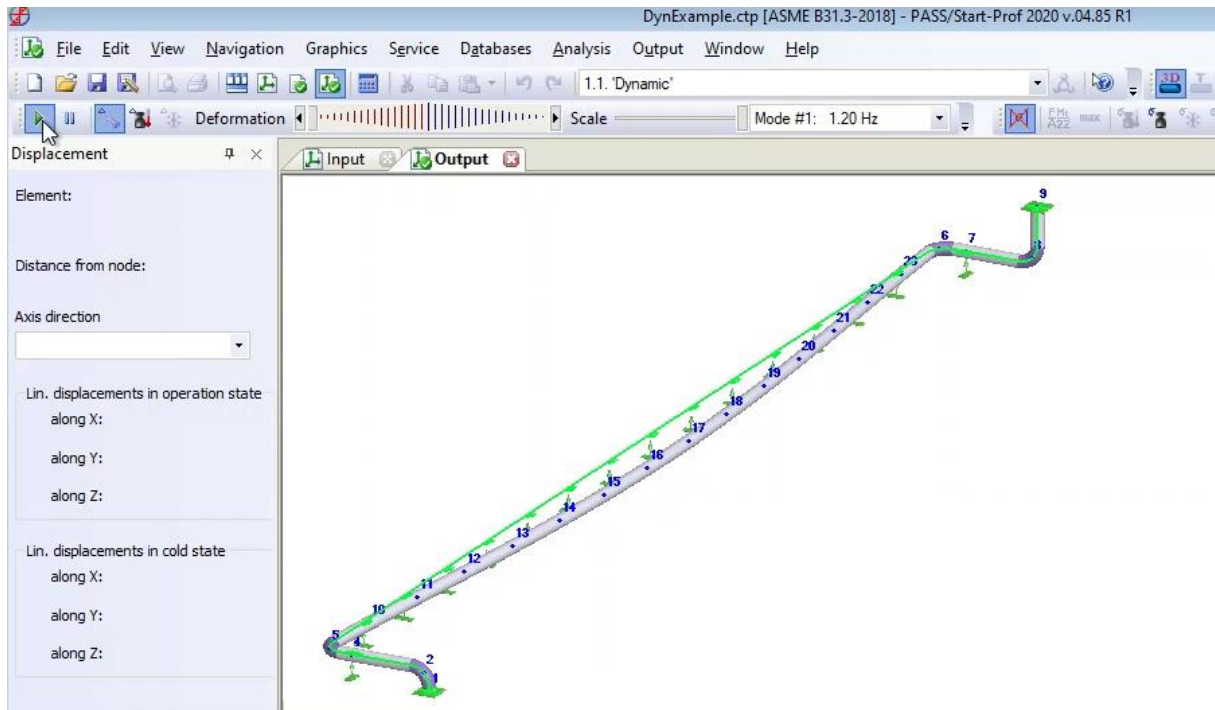 DynExample.ctp [ASME B31.3-2018] - PASS/Start-Prof 2020 v.04.85 R1
File Edit View Navigation Graphics Service Databases Analysis Output Window Help
1.1. 'Dynamic'
3D
Deformation
Scale
Mode #1: 1.20 Hz
max
Displacement
Input
Output
Element:
Distance from node:
Axis direction
Lin. displacements in operation state
along X:
along Y:
along Z:
Lin. displacements in cold state
along X:
along Y:
along Z:
9
6 7
8
23
22
21
20
19
18
17
16
15
14
13
12
11
10
5
4
2
1